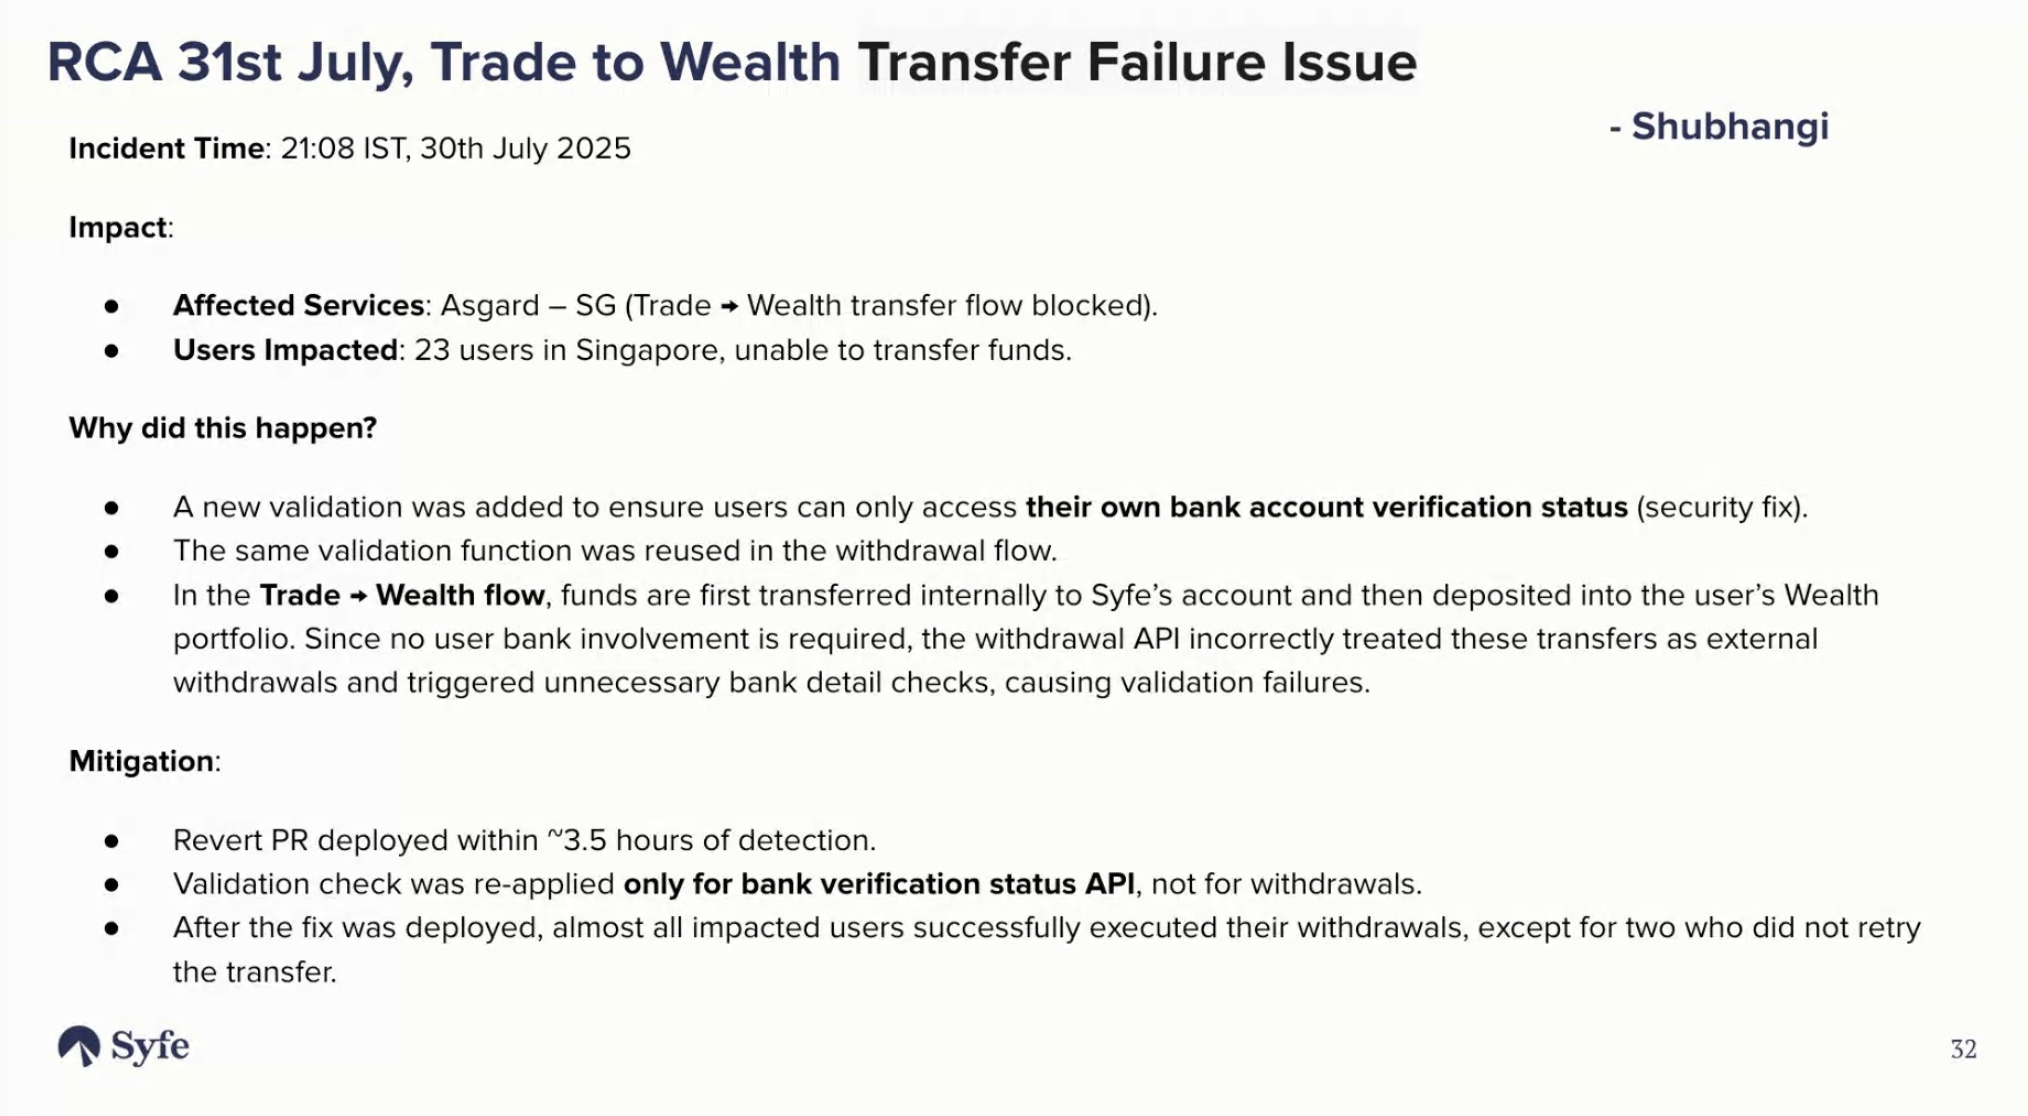 RCA 31st July, Trade to Wealth Transfer Failure Issue
- Shubhangi
Incident Time: 21:08 IST, 30th July 2025
Impact:
● Affected Services: Asgard – SG (Trade → Wealth transfer flow blocked).
● Users Impacted: 23 users in Singapore, unable to transfer funds.
Why did this happen?
● A new validation was added to ensure users can only access their own bank account verification status (security fix).
● The same validation function was reused in the withdrawal flow.
● In the Trade → Wealth flow, funds are first transferred internally to Syfe’s account and then deposited into the user’s Wealth
portfolio. Since no user bank involvement is required, the withdrawal API incorrectly treated these transfers as external
withdrawals and triggered unnecessary bank detail checks, causing validation failures.
Mitigation:
● Revert PR deployed within ~3.5 hours of detection.
● Validation check was re-applied only for bank verification status API, not for withdrawals.
● After the fix was deployed, almost all impacted users successfully executed their withdrawals, except for two who did not retry
the transfer.
Syfe
32